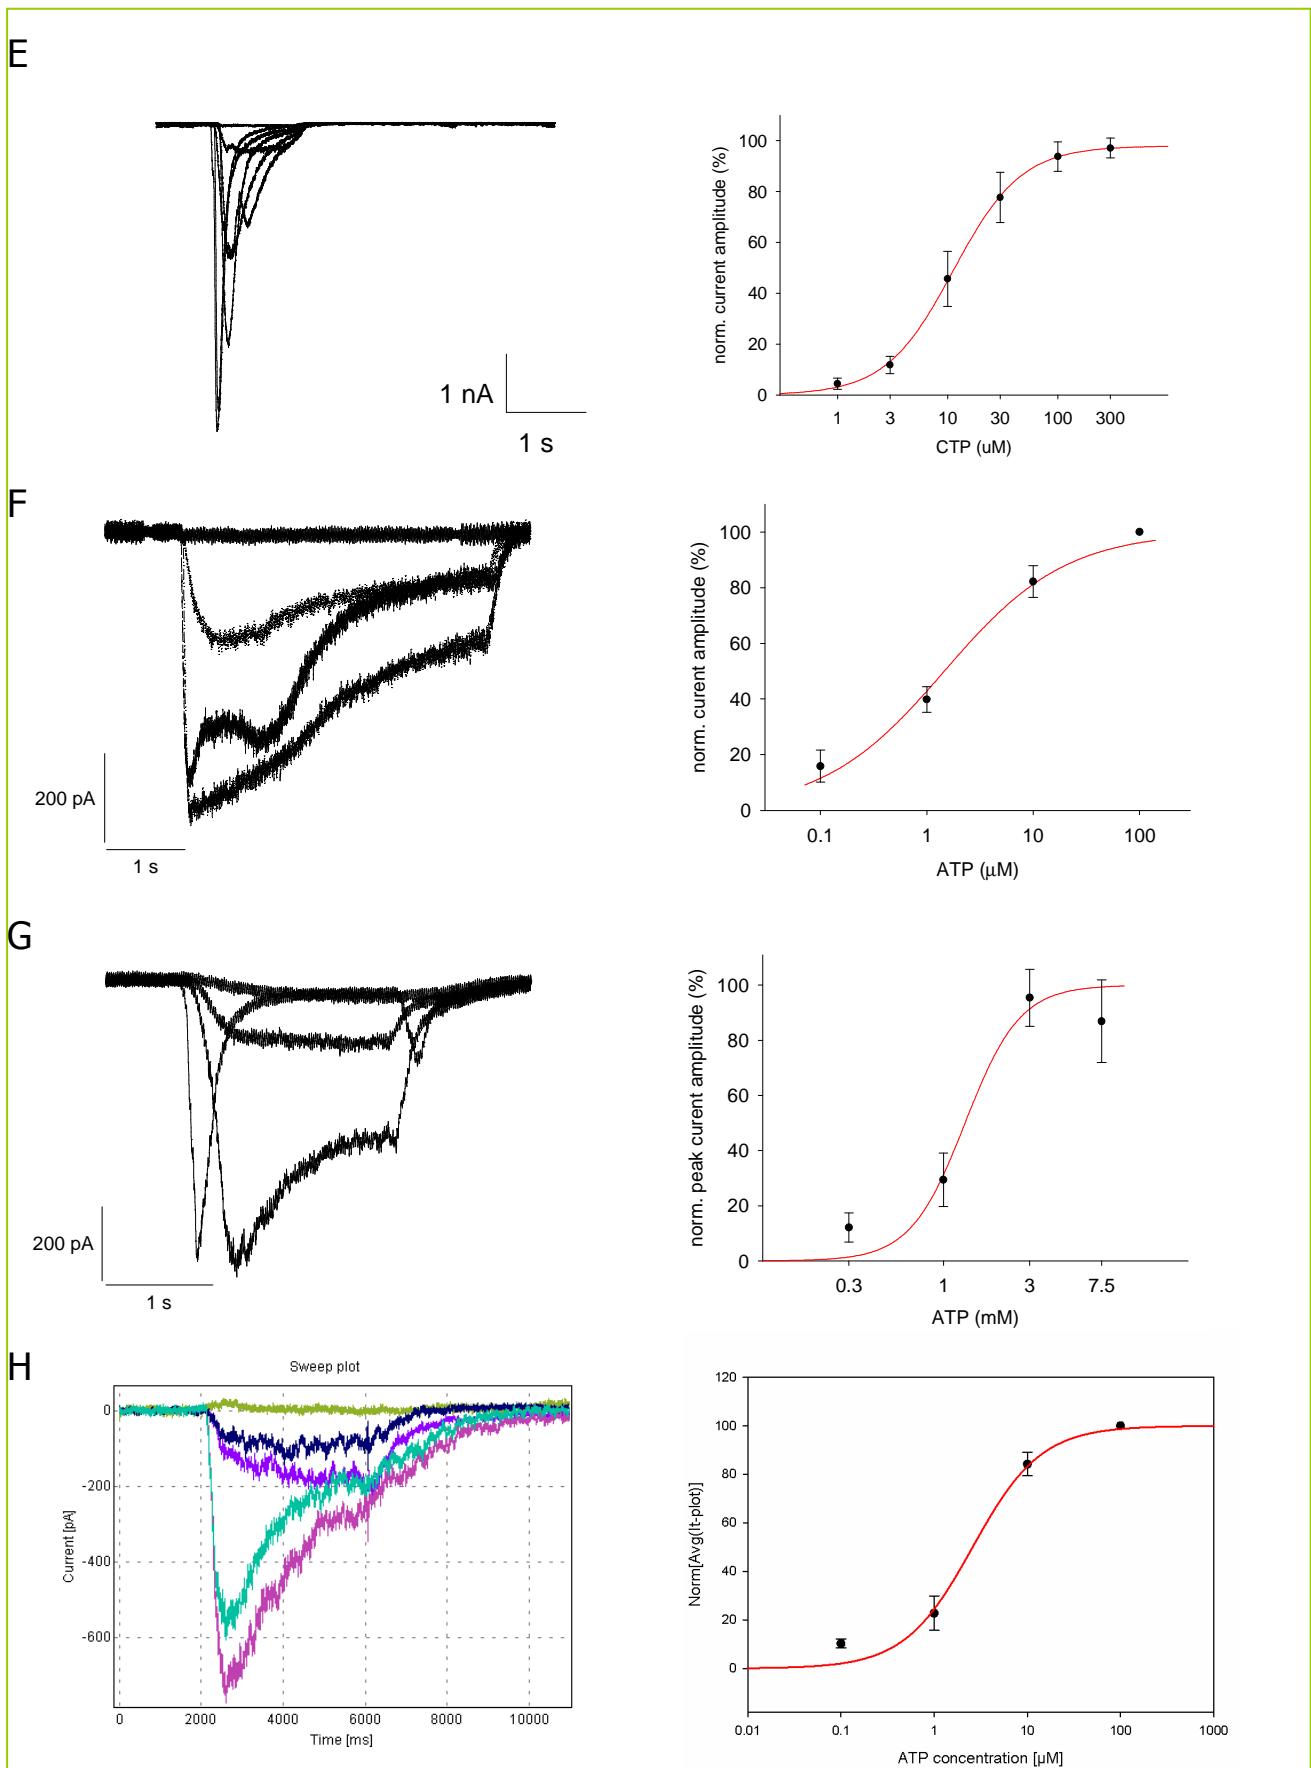 E
1 nA
1 s
norm. current amplitude (%)
100
80
60
40
20
0
1 3 10 30 100 300
CTP (uM)
F
200 pA
1 s
norm. curent amplitude (%)
100
80
60
40
20
0
0.1 1 10 100
ATP (μM)
G
200 pA
1 s
norm. peak curent amplitude (%)
100
80
60
40
20
0
0.3 1 3 7.5
ATP (mM)
H
Sweep plot
Current [pA]
0
-200
-400
-600
0 2000 4000 6000 8000 10000
Time [ms]
Norm[Avg(It-plot)]
120
100
80
60
40
20
0
0.01 0.1 1 10 100 1000
ATP concentration [µM]